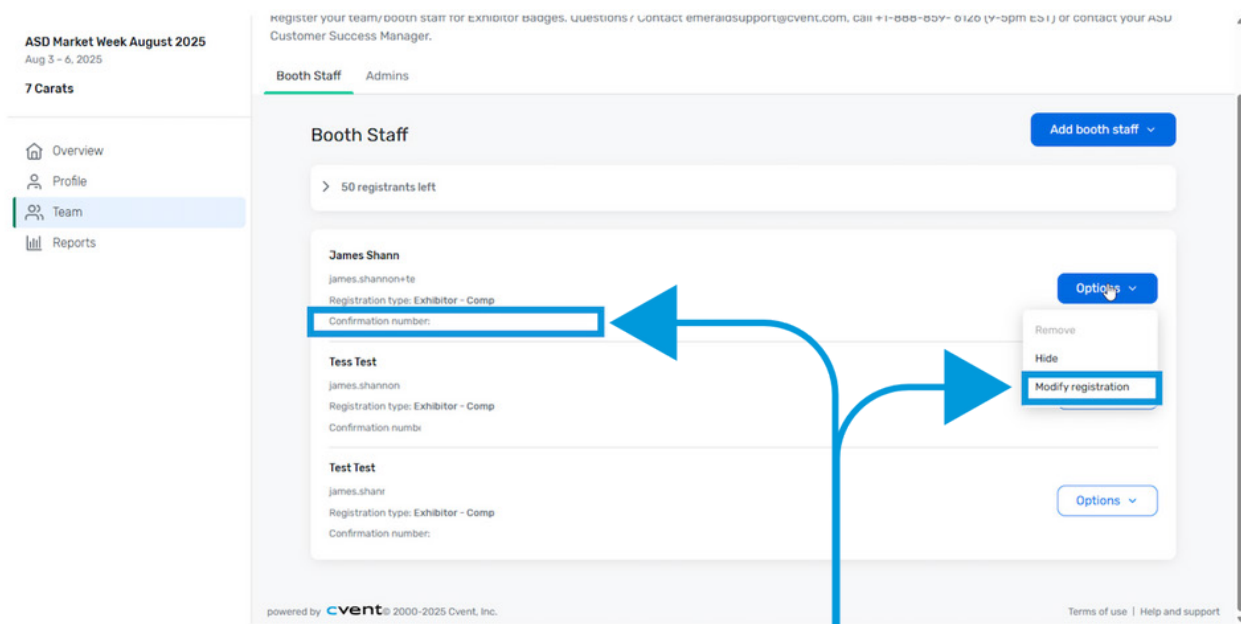 Register your team/booth staff for Exhibitor Badges. Questions? Contact emeraldsupport@cvent.com, call +1-888-859- 6126 (9-5pm EST) or contact your ASD
Customer Success Manager.
ASD Market Week August 2025
Aug 3 - 6, 2025
7 Carats
Overview
Profile
Team
Reports
Booth Staff
Admins
Booth Staff
Add booth staff
50 registrants left
James Shann
james.shannon+te
Registration type: Exhibitor - Comp
Confirmation number:
Options
Remove
Hide
Modify registration
Tess Test
james.shannon
Registration type: Exhibitor - Comp
Confirmation numbe
Test Test
james.shanr
Registration type: Exhibitor - Comp
Confirmation number:
Options
powered by cvent © 2000-2025 Cvent, Inc.
Terms of use | Help and support